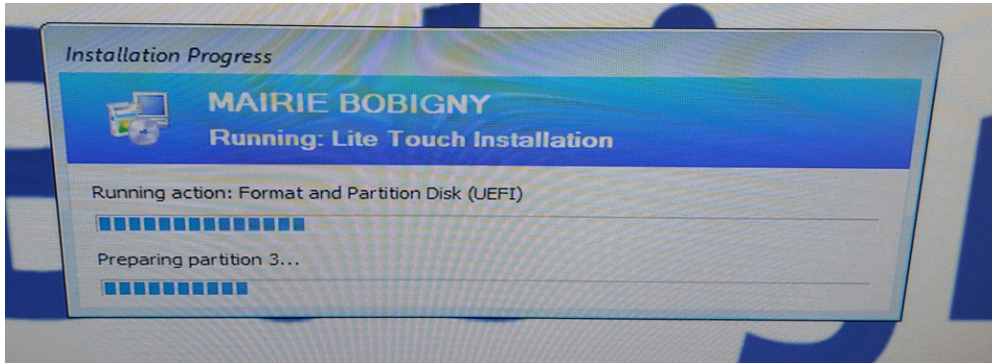 Installation Progress
MAIRIE BOBIGNY
Running: Lite Touch Installation
Running action: Format and Partition Disk (UEFI)
Preparing partition 3...